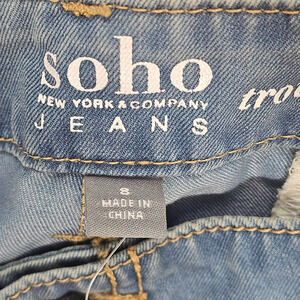 soho
NEW YORK & COMPANY
JEANS
8
MADE IN
CHINA